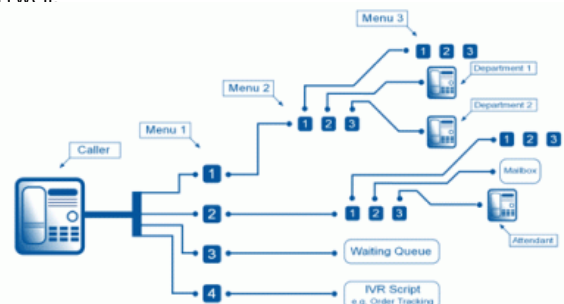 Menu 3
1 2 3
Department 1
Menu 2
1 2 3
Department 2
Menu 1
1 2 3
Caller
1
Mailbox
2
1 2 3
Attendant
3
Waiting Queue
4
IVR Script
e.g. Order Tracking